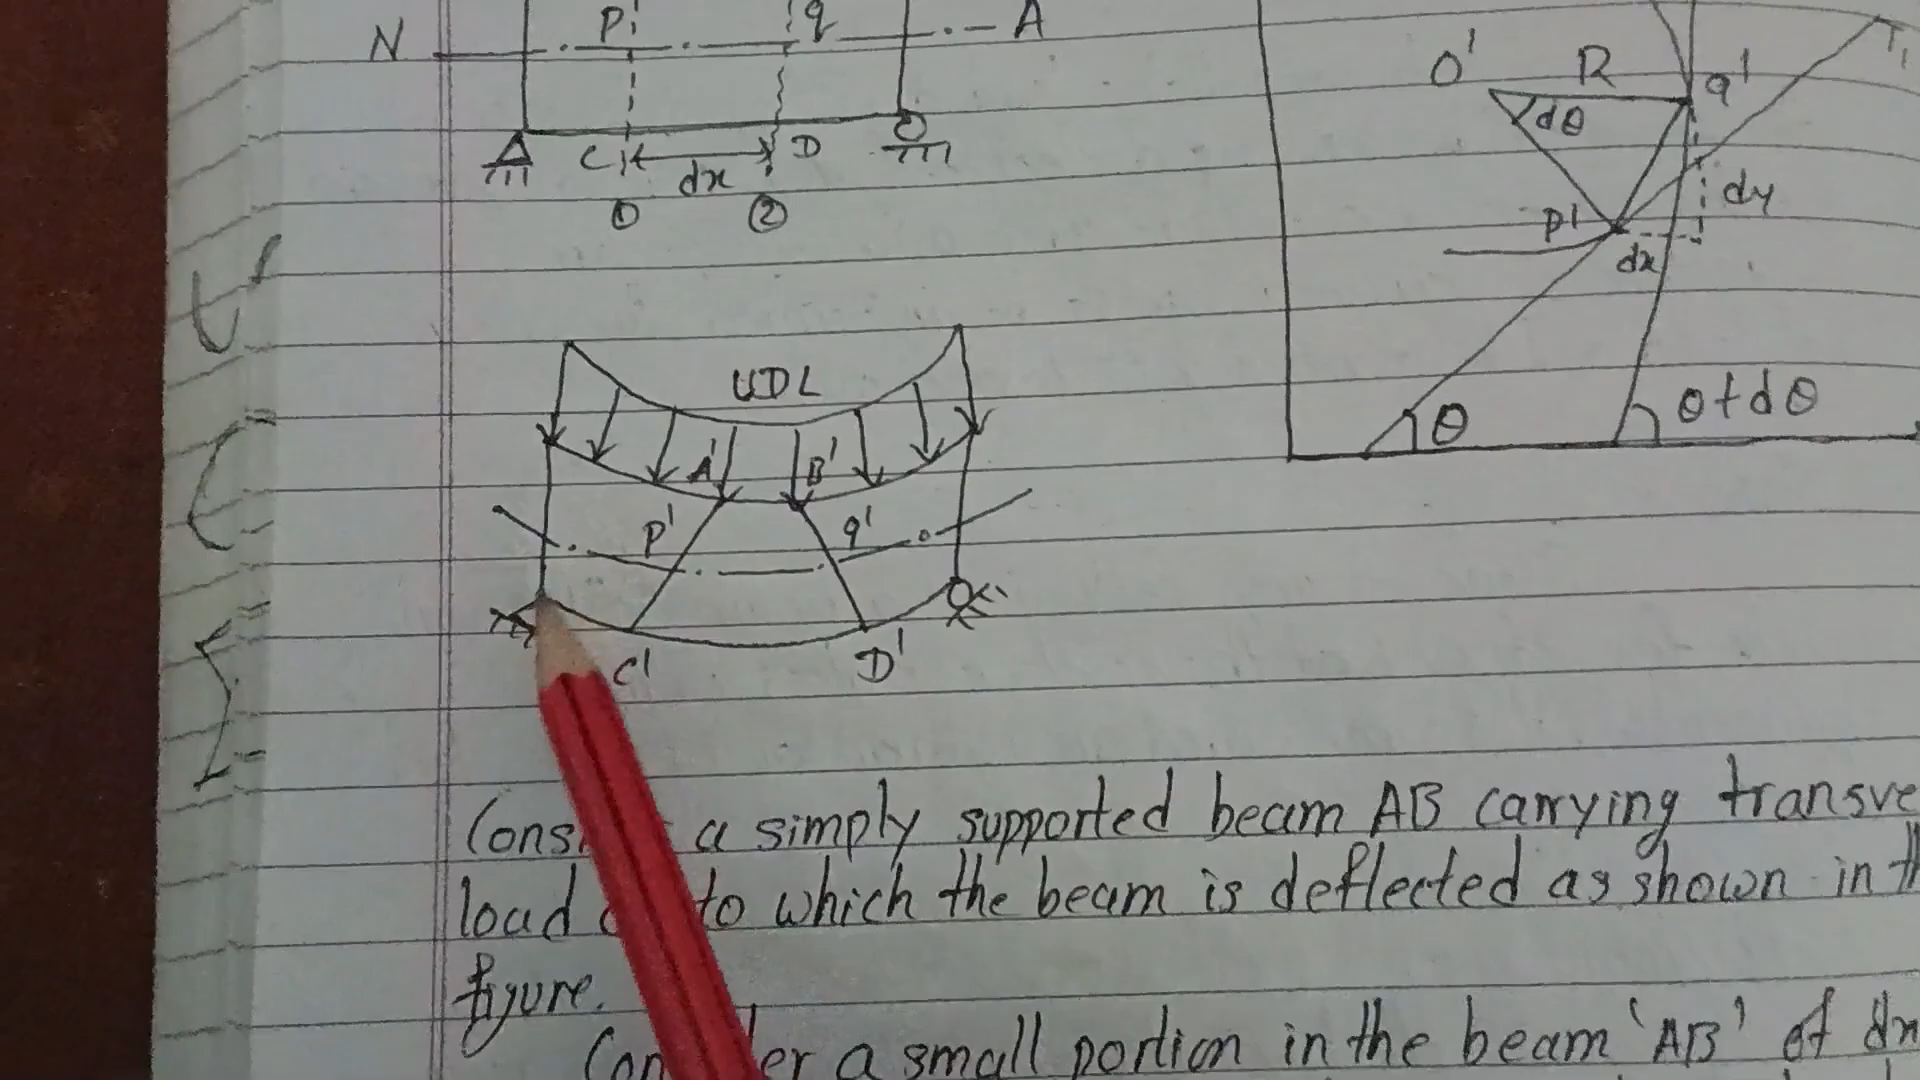 N P q A
C D
dx
① ②
O' R q'
dθ
P' dy
dx
θ θ+dθ
T1
UDL
A' B'
P' q'
C' D'
a simply supported beam AB carrying transve
load to which the beam is deflected as shown in th
figure.
a small portion in the beam 'AB' of dx